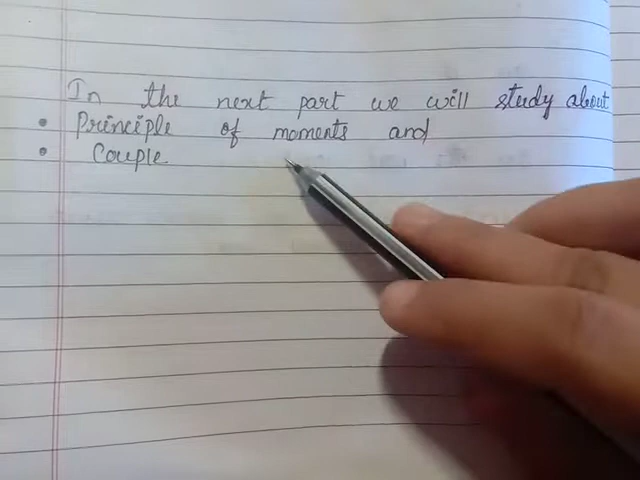 In the next part we will study about
• Principle of moments and
• Couple